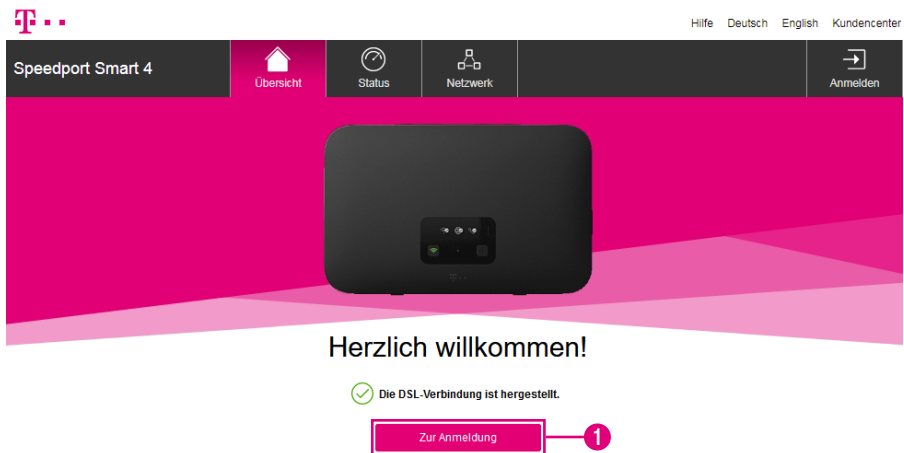 T
Hilfe Deutsch English Kundencenter
Speedport Smart 4
Übersicht
Status
Netzwerk
Anmelden
Herzlich willkommen!
Die DSL-Verbindung ist hergestellt.
Zur Anmeldung
1